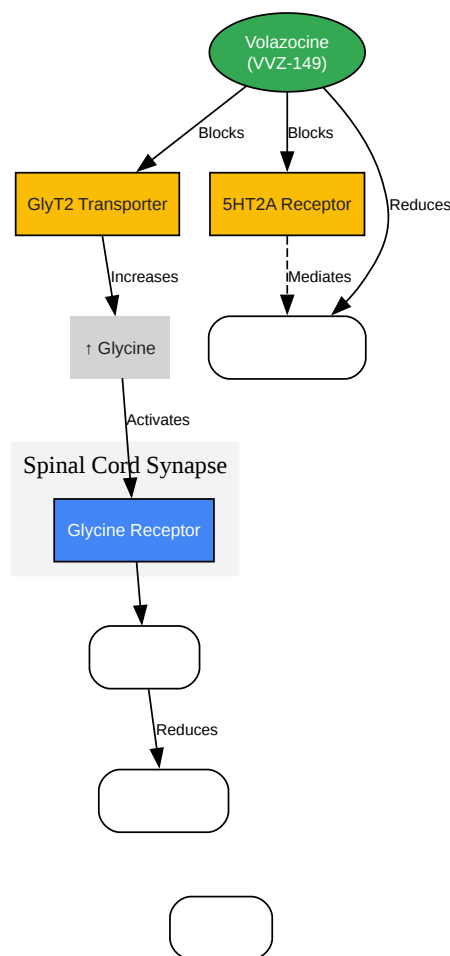 Volazocine
(VVZ-149)
Blocks
Blocks
GlyT2 Transporter
5HT2A Receptor
Reduces
Increases
Mediates
↑ Glycine
Activates
Spinal Cord Synapse
Glycine Receptor
Reduces